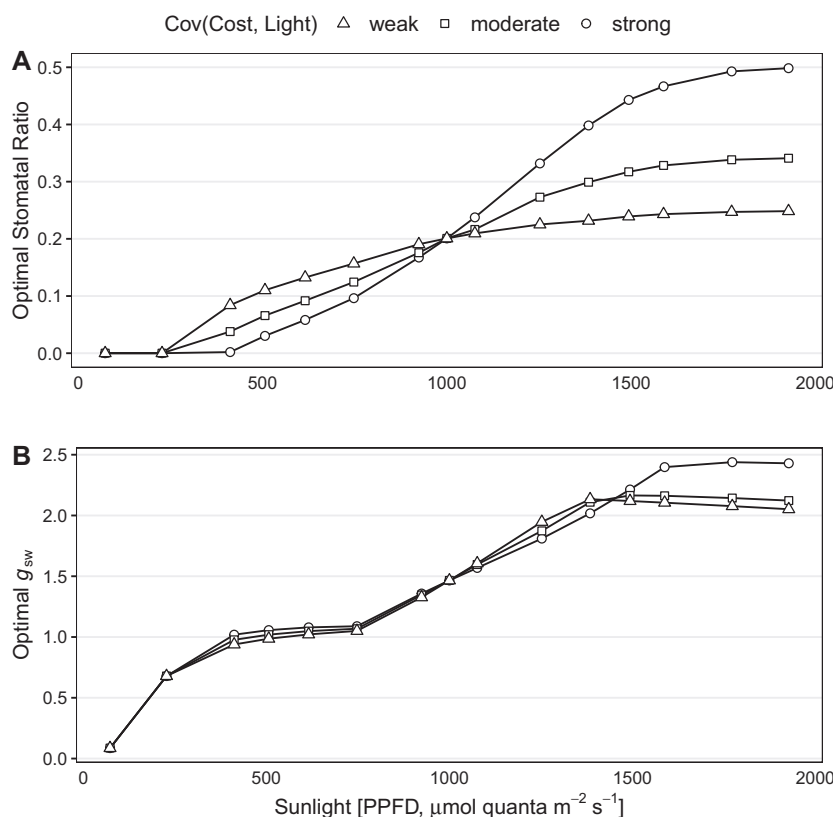 Cov(Cost, Light) weak moderate strong
A
Optimal Stomatal Ratio
0.5
0.4
0.3
0.2
0.1
0.0
0 500 1000 1500 2000
B
Optimal gsw
2.5
2.0
1.5
1.0
0.5
0.0
0 500 1000 1500 2000
Sunlight [PPFD, μmol quanta m−2 s−1]